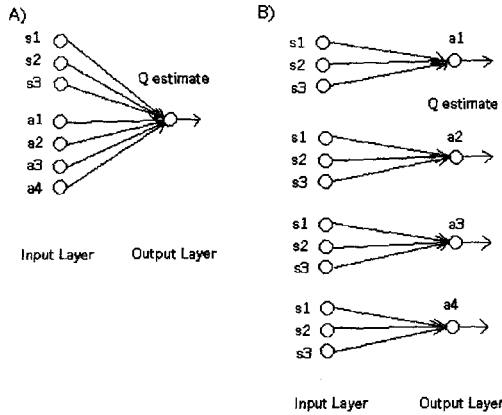 A)
s1
s2
s3
Q estimate
a1
s2
a3
a4
Input Layer
Output Layer
B)
s1
s2
s3
a1
Q estimate
s1
s2
s3
a2
s1
s2
s3
a3
s1
s2
s3
a4
Input Layer
Output Layer